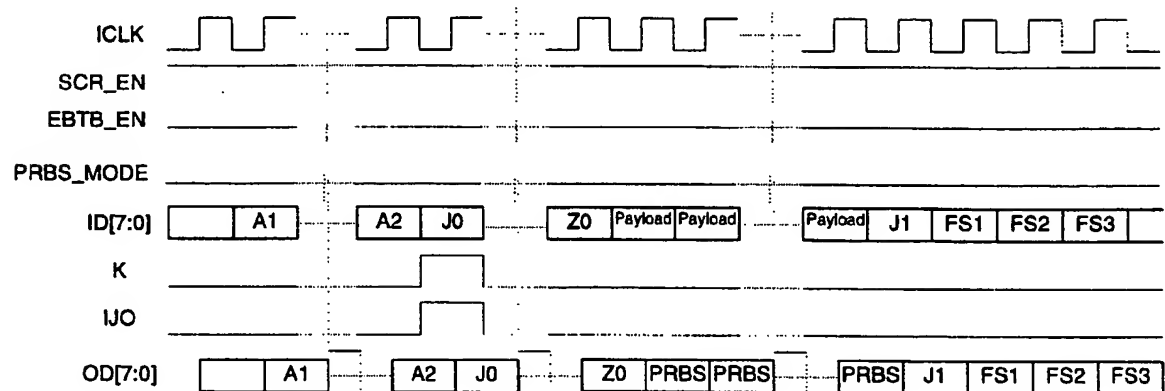 ICLK
SCR_EN
EBTB_EN
PRBS_MODE
ID[7:0] A1 A2 J0 Z0 Payload Payload Payload J1 FS1 FS2 FS3
K
IJO
OD[7:0] A1 A2 J0 Z0 PRBS PRBS PRBS J1 FS1 FS2 FS3